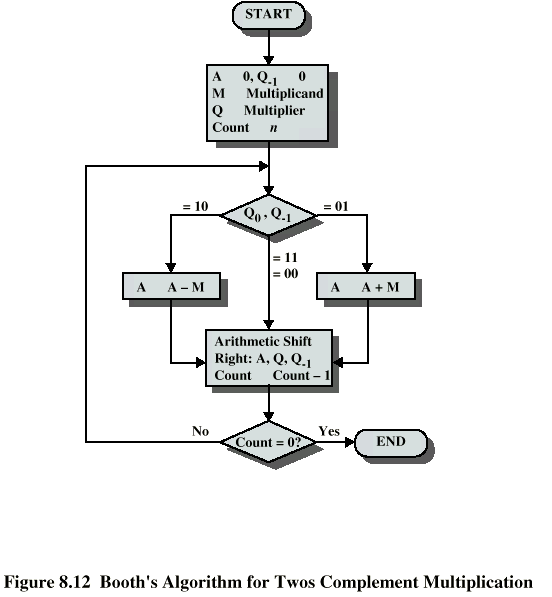 START
A 0, Q-1 0
M Multiplicand
Q Multiplier
Count n
= 10
Q0 , Q-1
= 01
= 11
= 00
A A – M
A A + M
Arithmetic Shift
Right: A, Q, Q-1
Count Count – 1
No
Count = 0?
Yes
END
Figure 8.12 Booth's Algorithm for Twos Complement Multiplication